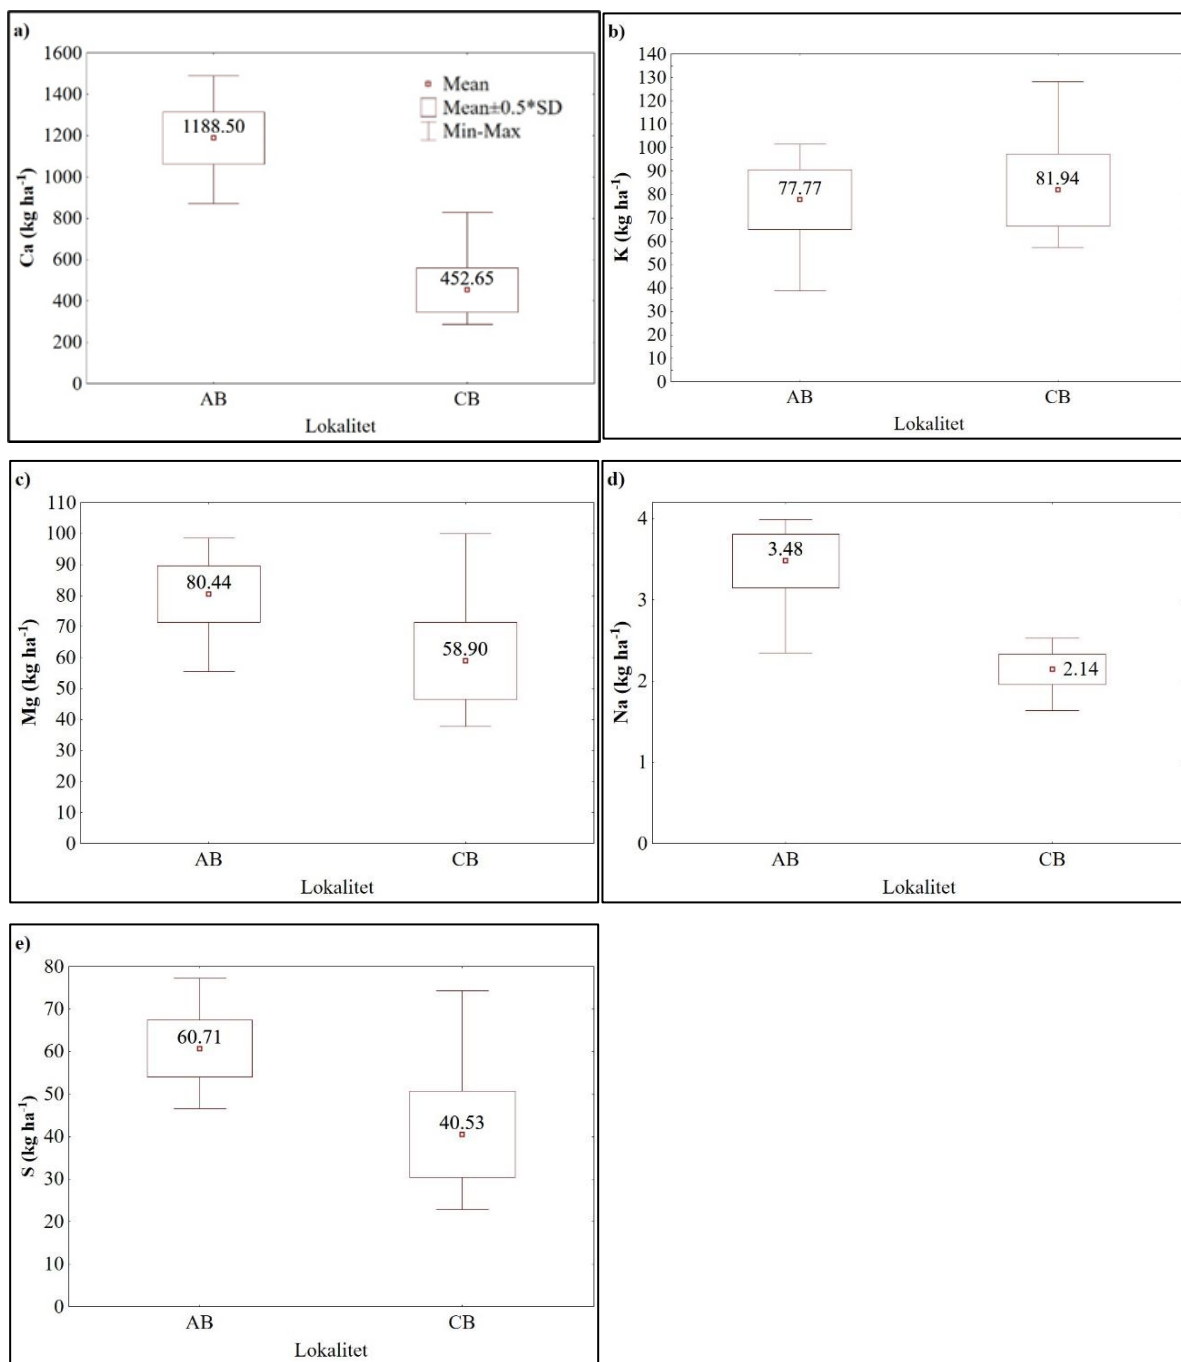 a)
1600
1400
1200
1000
800
600
400
200
0
Ca (kg ha⁻¹)
1188.50
452.65
Mean
Mean±0.5*SD
Min-Max
AB CB
Lokalitet
b)
140
130
120
110
100
90
80
70
60
50
40
30
20
10
0
K (kg ha⁻¹)
77.77
81.94
AB CB
Lokalitet
c)
110
100
90
80
70
60
50
40
30
20
10
0
Mg (kg ha⁻¹)
80.44
58.90
AB CB
Lokalitet
d)
4
3
2
1
0
Na (kg ha⁻¹)
3.48
2.14
AB CB
Lokalitet
e)
80
70
60
50
40
30
20
10
0
S (kg ha⁻¹)
60.71
40.53
AB CB
Lokalitet